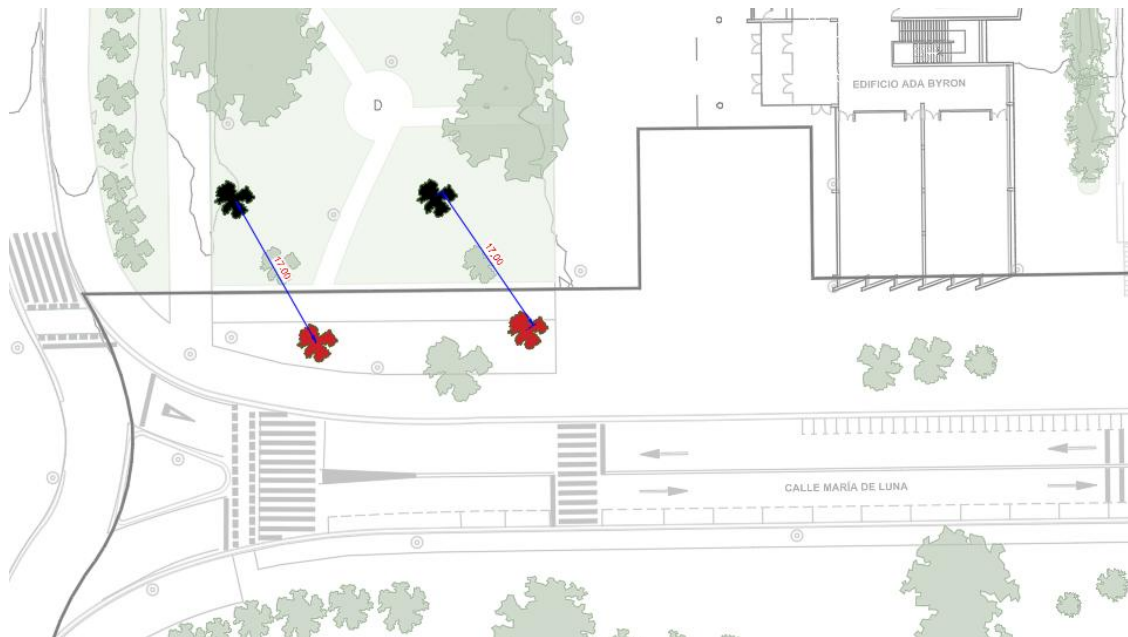 EDIFICIO ADA BYRON
D
17,00
17,00
CALLE MARÍA DE LUNA